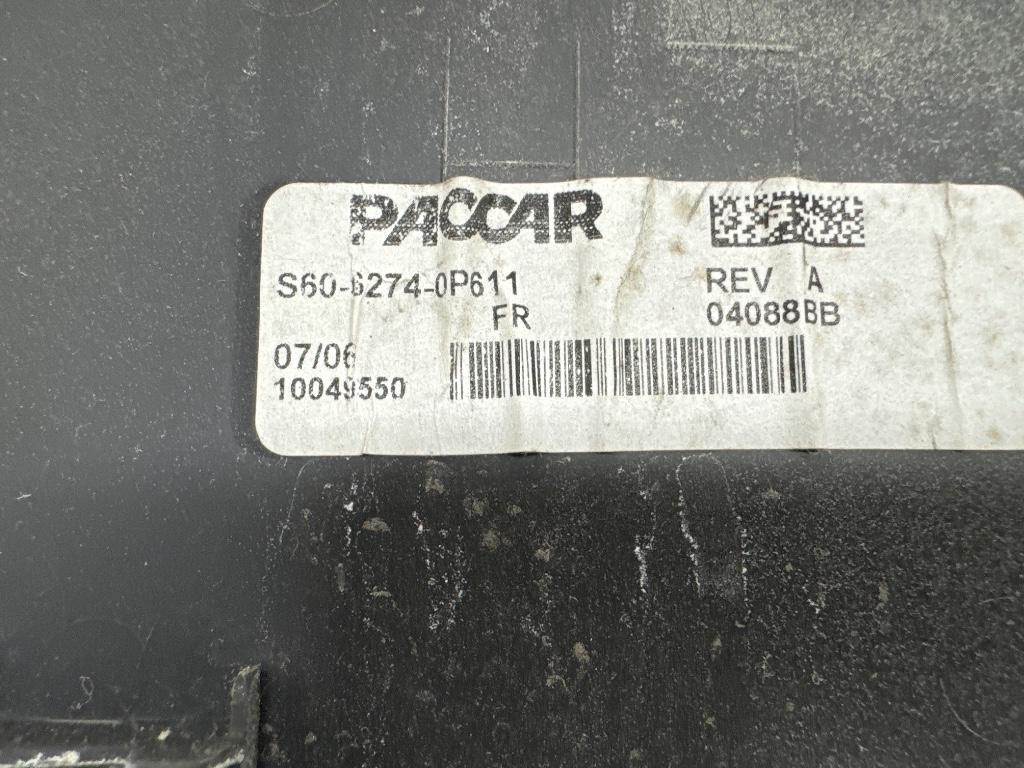 PACCAR
S60-6274-0P611
REV A
FR
04088BB
07/06
10049550